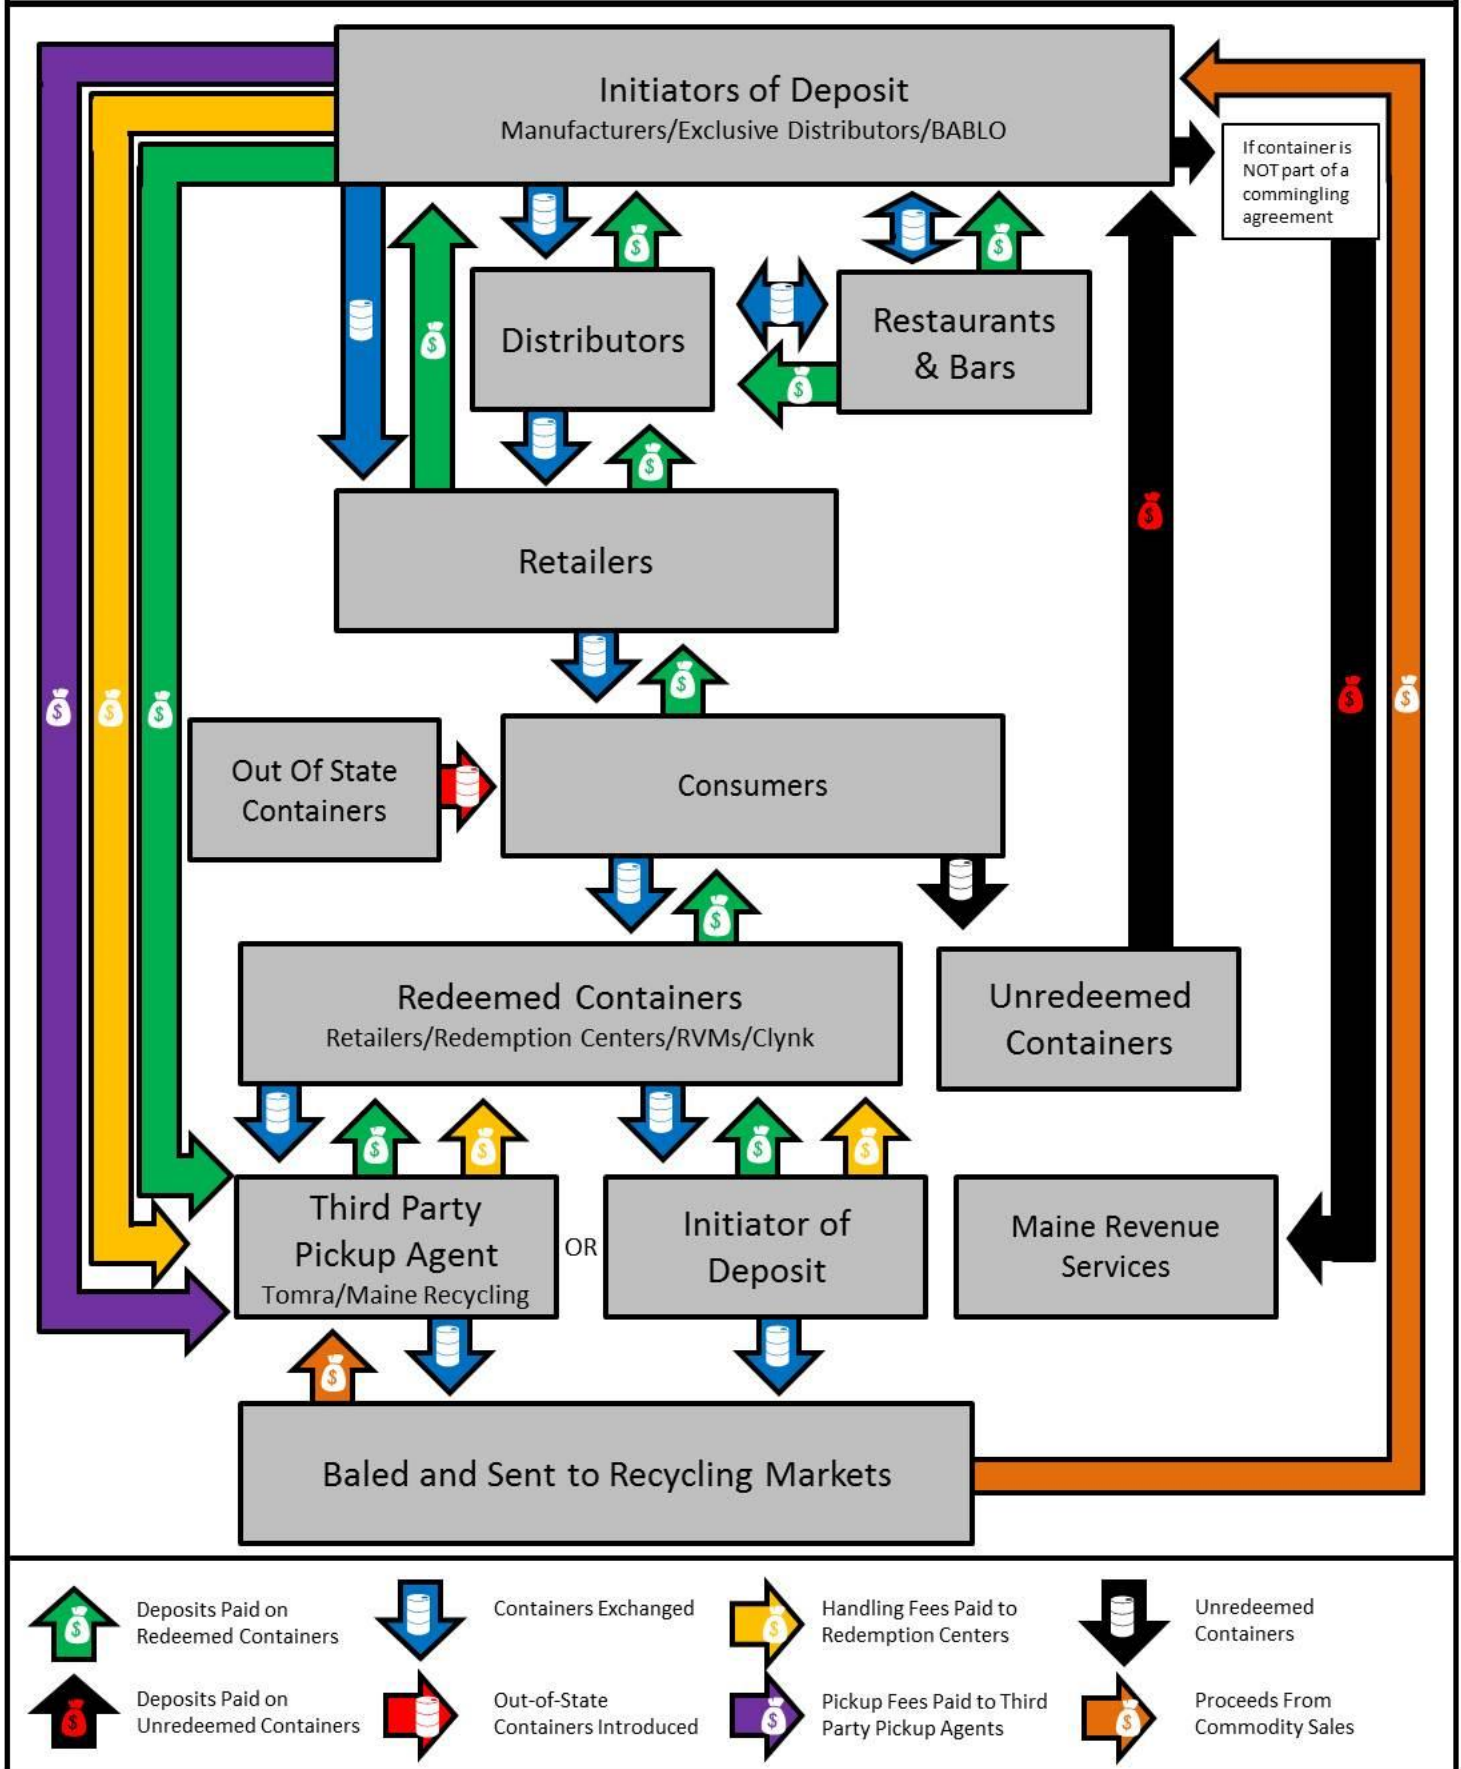 Initiators of Deposit
Manufacturers/Exclusive Distributors/BABLO
If container is
NOT part of a
commingling
agreement
Distributors
Restaurants
& Bars
Retailers
Out Of State
Containers
Consumers
Redeemed Containers
Retailers/Redemption Centers/RVMs/Clynk
Unredeemed
Containers
Third Party
Pickup Agent
Tomra/Maine Recycling
OR
Initiator of
Deposit
Maine Revenue
Services
Baled and Sent to Recycling Markets
Deposits Paid on
Redeemed Containers
Containers Exchanged
Handling Fees Paid to
Redemption Centers
Unredeemed
Containers
Deposits Paid on
Unredeemed Containers
Out-of-State
Containers Introduced
Pickup Fees Paid to Third
Party Pickup Agents
Proceeds From
Commodity Sales